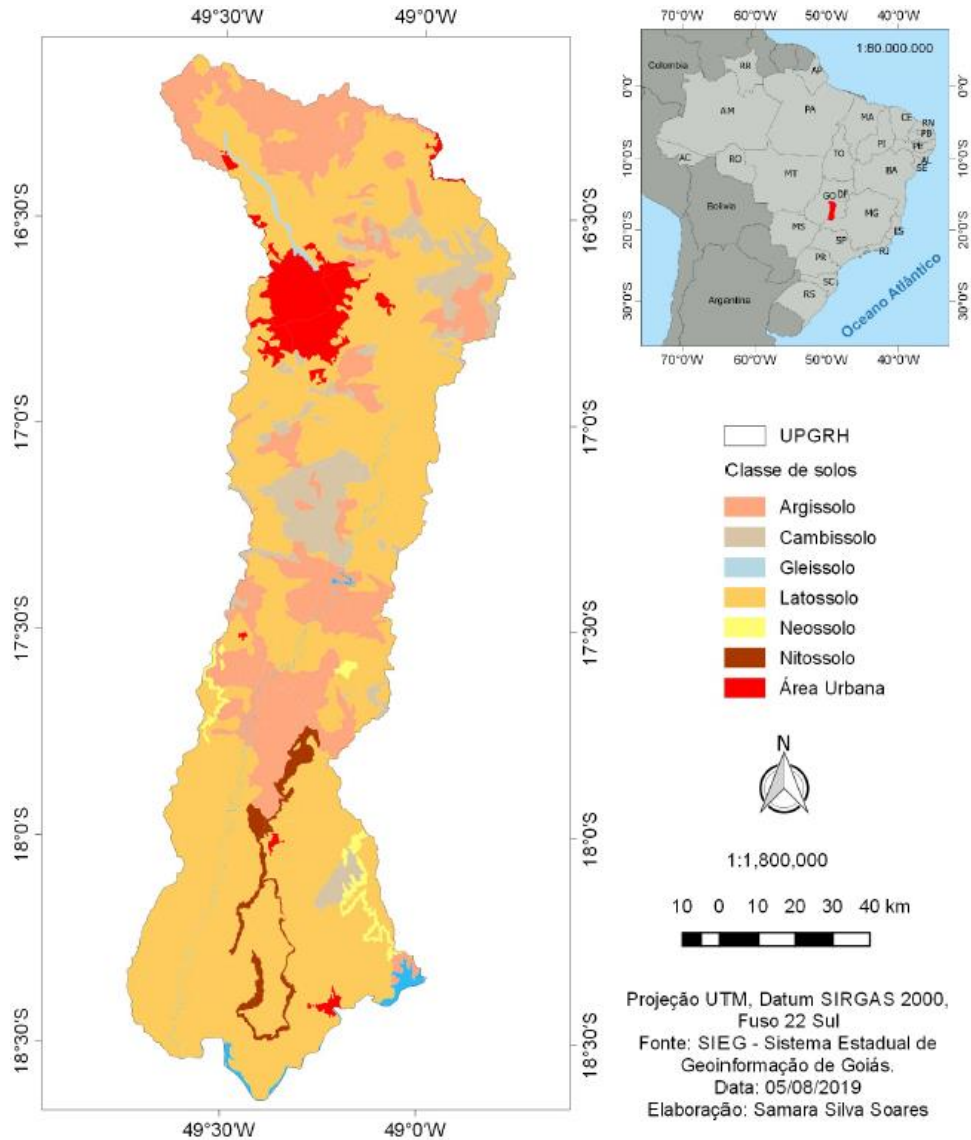 49°30'W 49°0'W
16°30'S
17°0'S
17°30'S
18°0'S
18°30'S
16°30'S
17°0'S
17°30'S
18°0'S
18°30'S
49°30'W 49°0'W
70°0'W 60°0'W 50°0'W 40°0'W
1:80.000.000
0°0'
10°0'S
20°0'S
30°0'S
0°0'
10°0'S
20°0'S
30°0'S
Colombia
RR
AP
AM
PA
MA
CE
RN
PB
PE
AL
SE
PI
TO
AC
RO
MT
BA
GO
DF
Bolivia
MG
ES
MS
SP
RJ
PR
SC
RS
Argentina
Oceano Atlântico
70°0'W 60°0'W 50°0'W 40°0'W
UPGRH
Classe de solos
Argissolo
Cambissolo
Gleissolo
Latossolo
Neossolo
Nitossolo
Área Urbana
N
1:1,800,000
10 0 10 20 30 40 km
Projeção UTM, Datum SIRGAS 2000,
Fuso 22 Sul
Fonte: SIEG - Sistema Estadual de
Geoinformação de Goiás.
Data: 05/08/2019
Elaboração: Samara Silva Soares